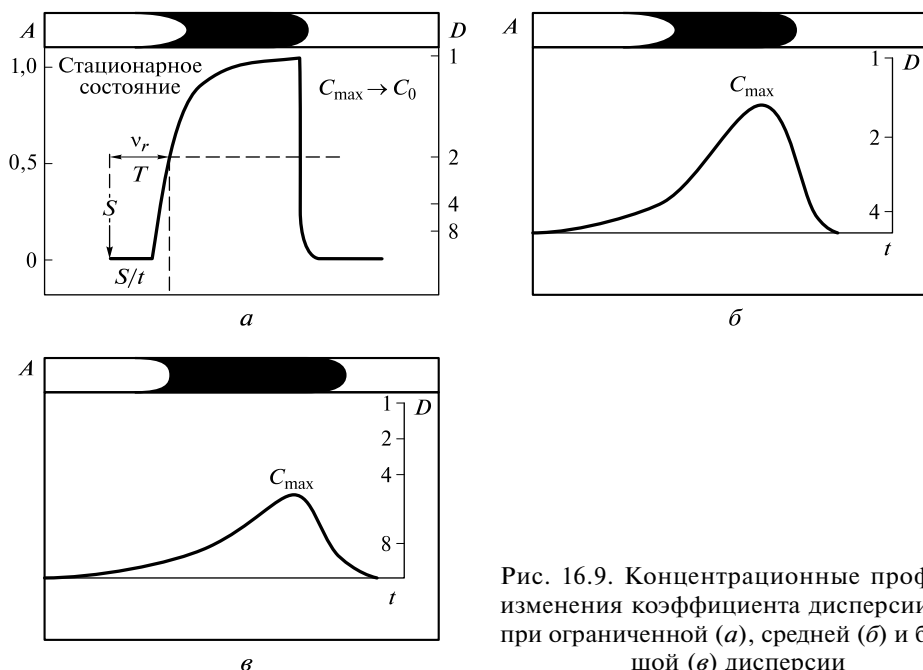 A
D
1,0
Стационарное
состояние
C_max → C_0
1
ν_r
0,5
T
2
S
4
8
0
S/t
а
A
1
D
C_max
2
4
t
б
A
1
D
2
4
C_max
8
t
в
Рис. 16.9. Концентрационные проф
изменения коэффициента дисперсии
при ограниченной (а), средней (б) и б
шой (в) дисперсии